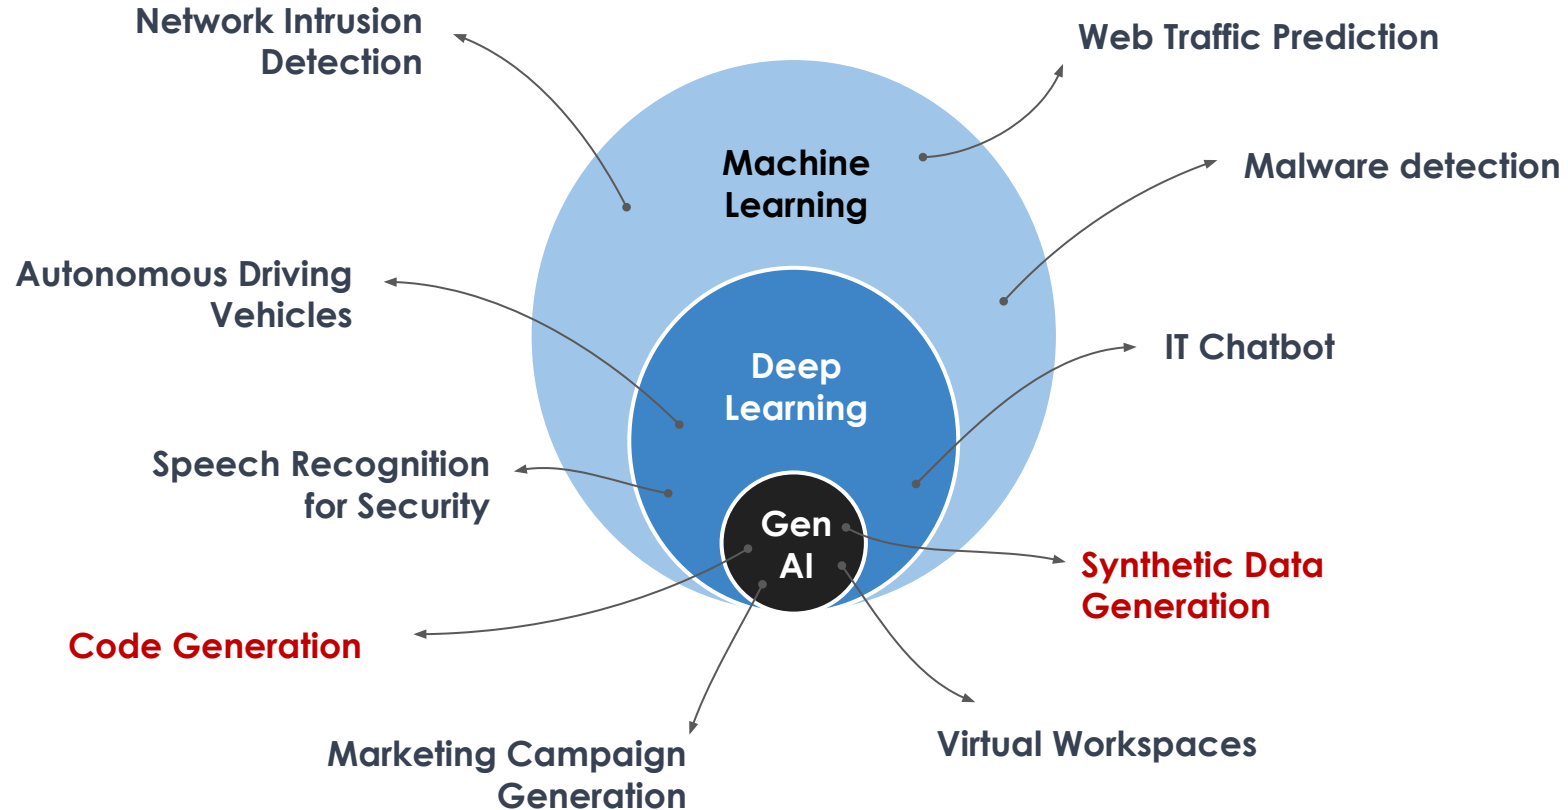 Network Intrusion
Detection
Web Traffic Prediction
Machine
Learning
Malware detection
Autonomous Driving
Vehicles
IT Chatbot
Deep
Learning
Speech Recognition
for Security
Gen
AI
Synthetic Data
Generation
Code Generation
Marketing Campaign
Generation
Virtual Workspaces